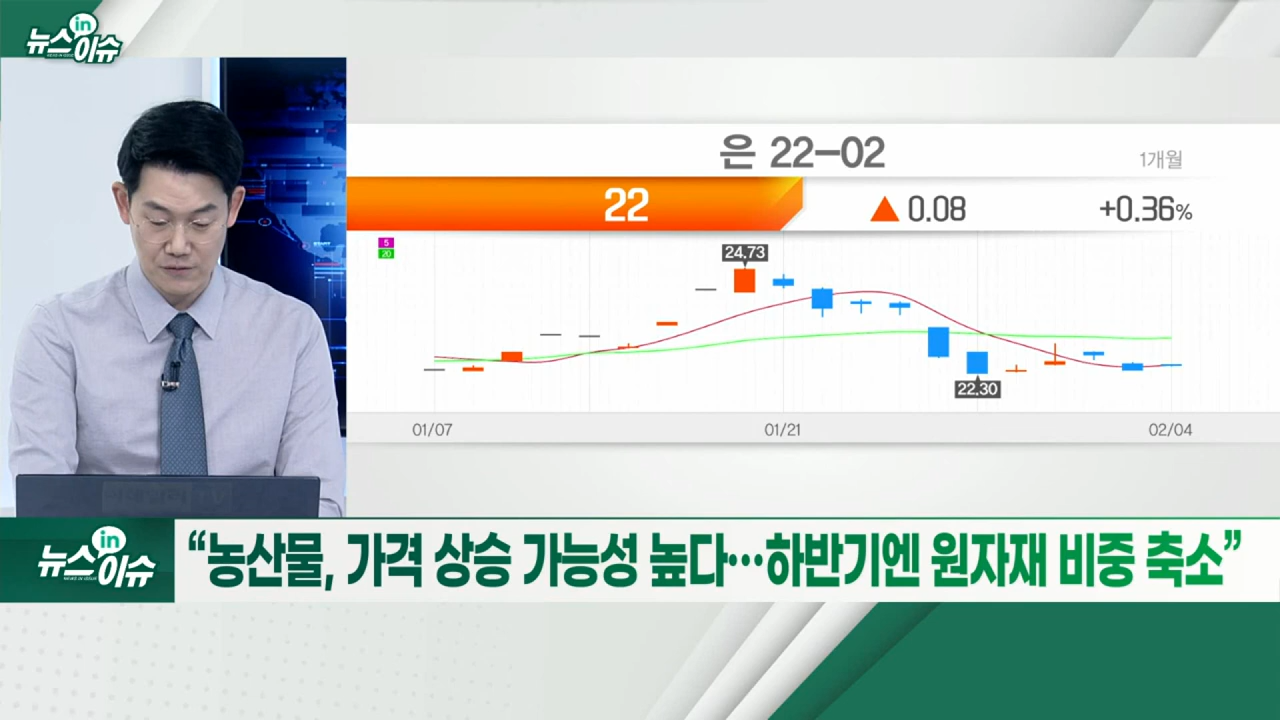 뉴스in이슈
은 22-02
1개월
22 ▲ 0.08 +0.36%
5
20
24,73
22,30
01/07 01/21 02/04
뉴스in이슈
NEWS IN ISSUE
“농산물, 가격 상승 가능성 높다…하반기엔 원자재 비중 축소”